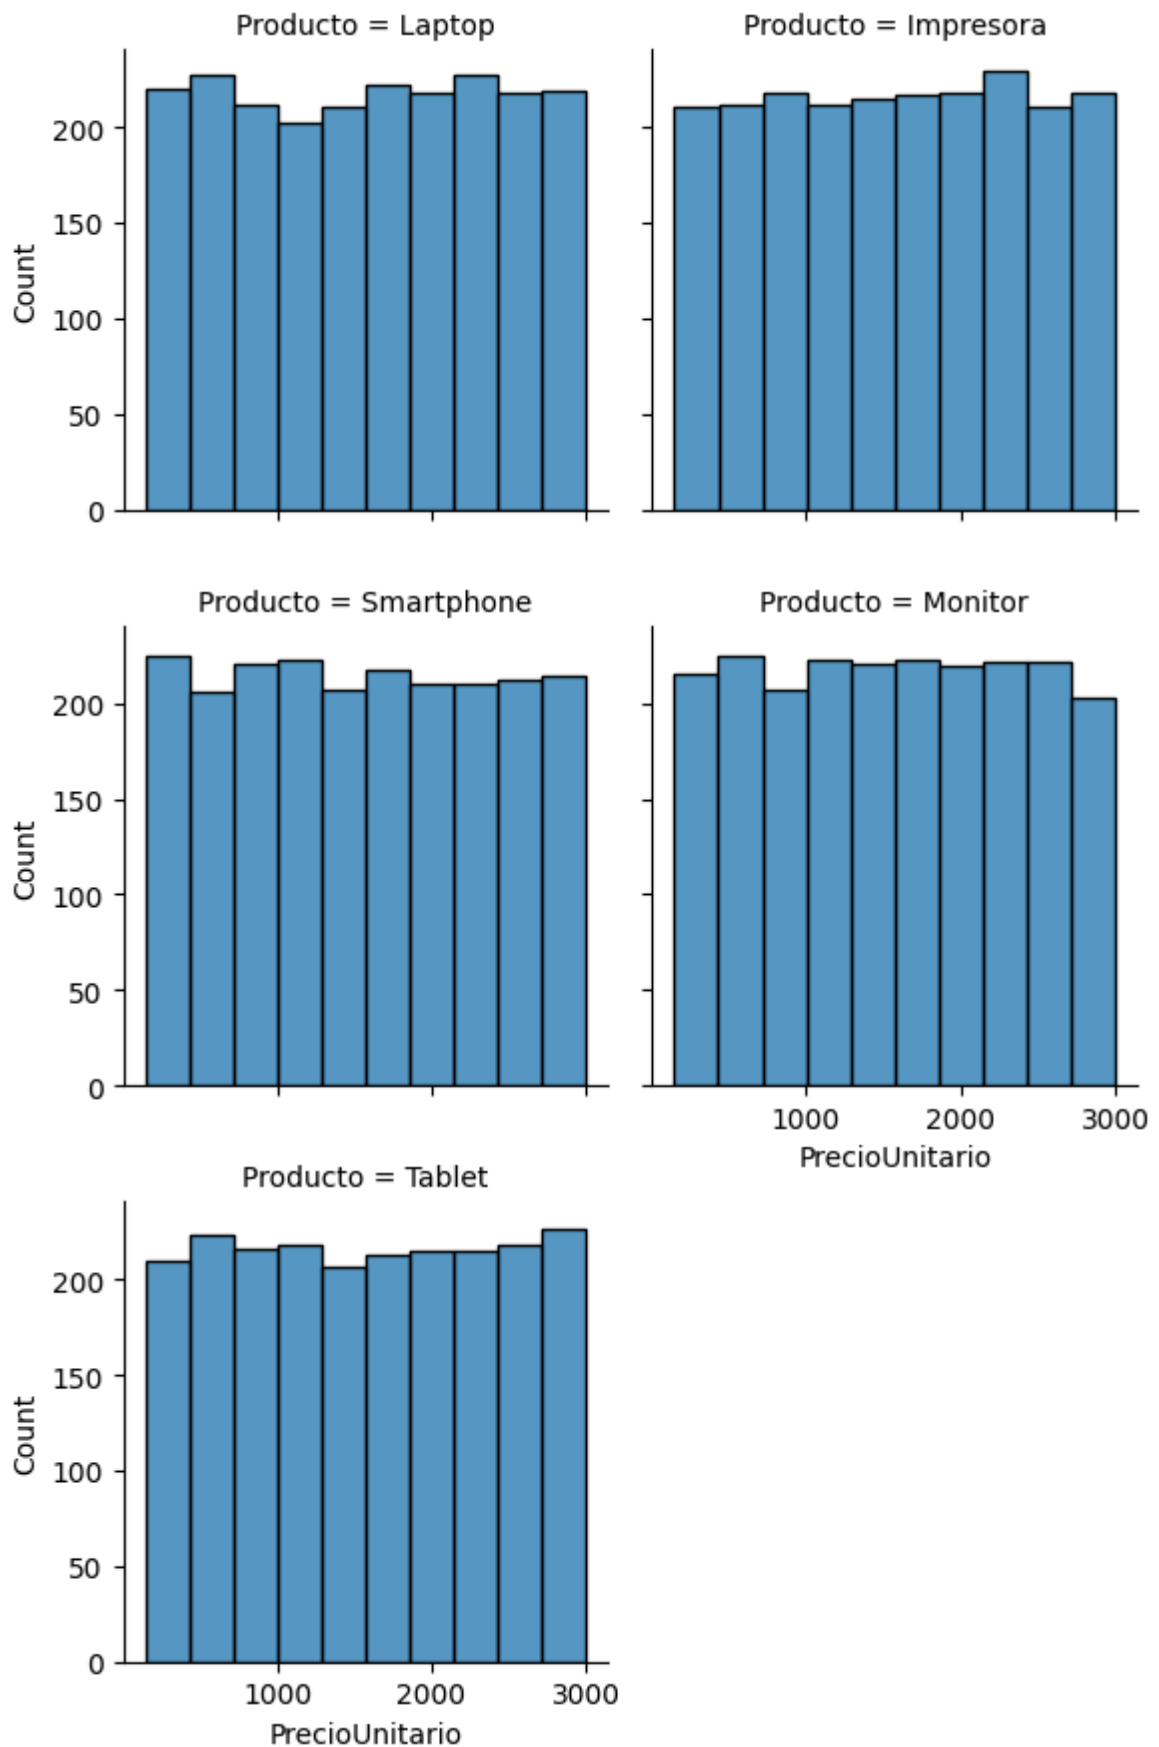 Producto = Laptop
Producto = Impresora
200
150
100
50
0
Count
Producto = Smartphone
Producto = Monitor
200
150
100
50
0
Count
1000 2000 3000
PrecioUnitario
Producto = Tablet
200
150
100
50
0
Count
1000 2000 3000
PrecioUnitario